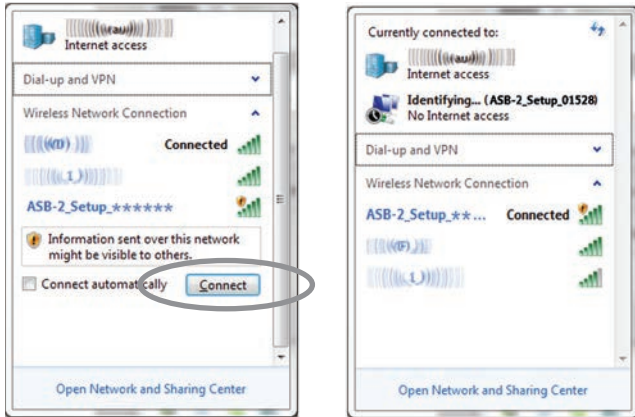 Internet access
Dial-up and VPN
Wireless Network Connection
Connected
ASB-2_Setup_******
Information sent over this network
might be visible to others.
Connect automatically Connect
Open Network and Sharing Center
Currently connected to:
Internet access
Identifying... (ASB-2_Setup_01528)
No Internet access
Dial-up and VPN
Wireless Network Connection
ASB-2_Setup_**... Connected
Open Network and Sharing Center